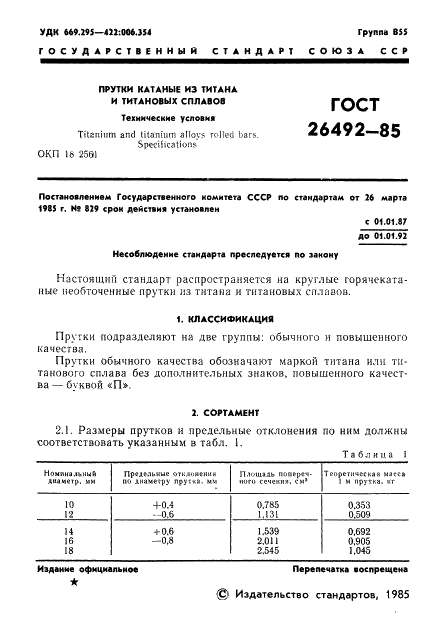 УДК 669.295—422:006.354 Группа В55
ГОСУДАРСТВЕННЫЙ СТАНДАРТ СОЮЗА ССР
ПРУТКИ КАТАНЫЕ ИЗ ТИТАНА
И ТИТАНОВЫХ СПЛАВОВ
Технические условия
Titanium and titanium alloys rolled bars.
Specifications
ОКП 18 2561
ГОСТ
26492—85
Постановлением Государственного комитета СССР по стандартам от 26 марта
1985 г. № 829 срок действия установлен
с 01.01.87
до 01.01.92
Несоблюдение стандарта преследуется по закону
Настоящий стандарт распространяется на круглые горячеката-
ные необточенные прутки из титана и титановых сплавов.
1. КЛАССИФИКАЦИЯ
Прутки подразделяют на две группы: обычного и повышенного
качества.
Прутки обычного качества обозначают маркой титана или ти-
танового сплава без дополнительных знаков, повышенного качест-
ва — буквой «П».
2. СОРТАМЕНТ
2.1. Размеры прутков и предельные отклонения по ним должны
соответствовать указанным в табл. 1.
Таблица 1
Номинальный диаметр, мм Предельные отклонения по диаметру прутка, мм Площадь попереч-ного сечения, см² Теоретическая масса 1 м прутка, кг
10 +0,4 0,785 0,353
12 —0,6 1,131 0,509
14 +0,6 1,539 0,692
16 —0,8 2,011 0,905
18 2,545 1,045
Издание официальное Перепечатка воспрещена
★
© Издательство стандартов, 1985